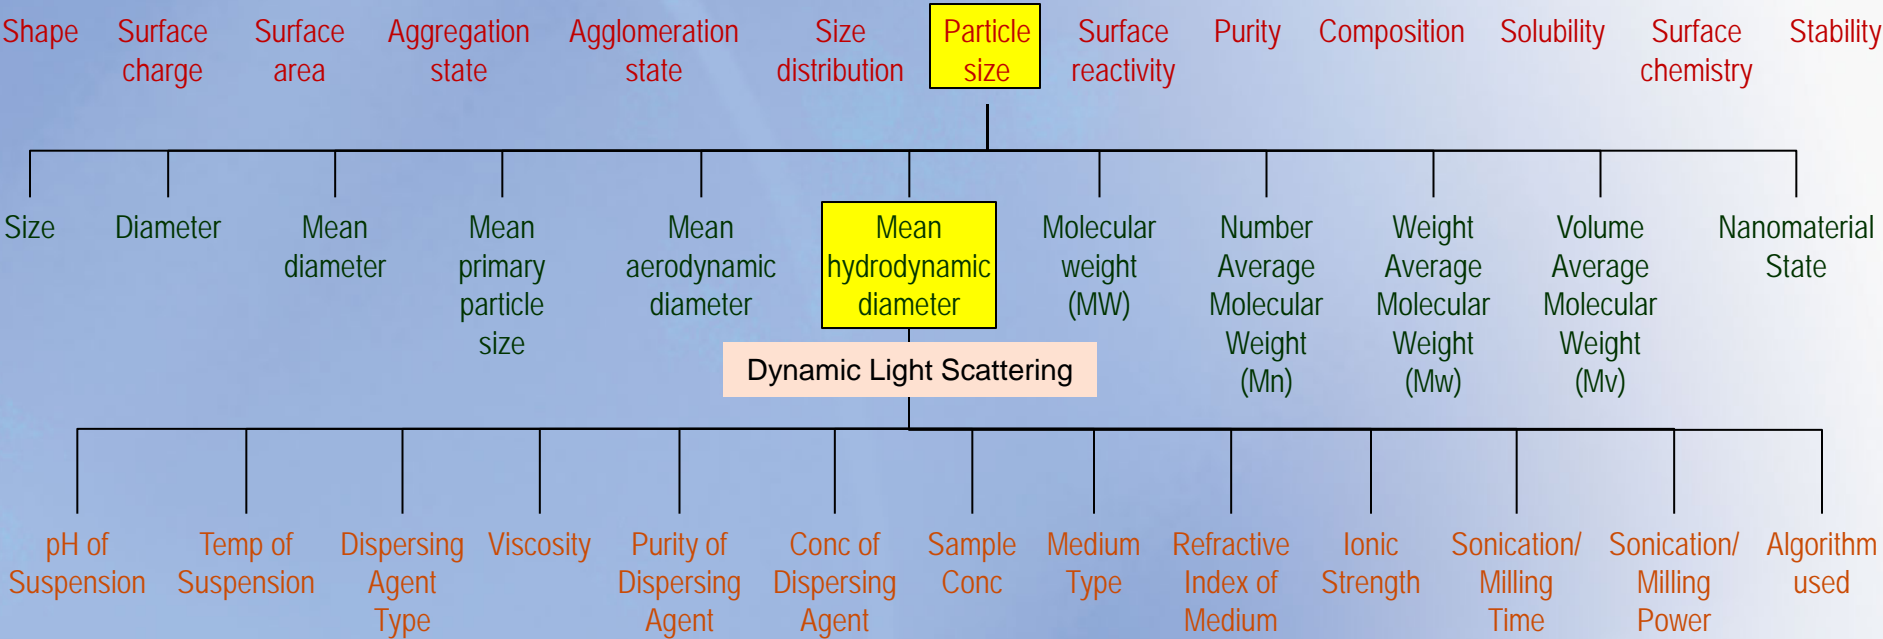 Shape
Surface
charge
Surface
area
Aggregation
state
Agglomeration
state
Size
distribution
Particle
size
Surface
reactivity
Purity
Composition
Solubility
Surface
chemistry
Stability
Size
Diameter
Mean
diameter
Mean
primary
particle
size
Mean
aerodynamic
diameter
Mean
hydrodynamic
diameter
Molecular
weight
(MW)
Number
Average
Molecular
Weight
(Mn)
Weight
Average
Molecular
Weight
(Mw)
Volume
Average
Molecular
Weight
(Mv)
Nanomaterial
State
Dynamic Light Scattering
pH of
Suspension
Temp of
Suspension
Dispersing
Agent
Type
Viscosity
Purity of
Dispersing
Agent
Conc of
Dispersing
Agent
Sample
Conc
Medium
Type
Refractive
Index of
Medium
Ionic
Strength
Sonication/
Milling
Time
Sonication/
Milling
Power
Algorithm
used